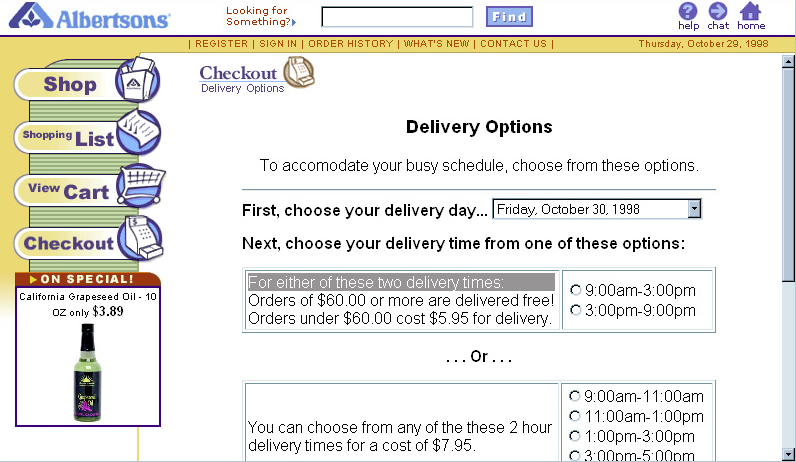 Albertsons
Looking for
Something?
Find
help chat home
| REGISTER | SIGN IN | ORDER HISTORY | WHAT'S NEW | CONTACT US |
Thursday, October 29, 1998
Shop
Shopping List
View Cart
Checkout
ON SPECIAL!
California Grapeseed Oil - 10
OZ only $3.89
Checkout
Delivery Options
Delivery Options
To accomodate your busy schedule, choose from these options.
First, choose your delivery day... Friday, October 30, 1998
Next, choose your delivery time from one of these options:
For either of these two delivery times:
Orders of $60.00 or more are delivered free!
Orders under $60.00 cost $5.95 for delivery.
9:00am-3:00pm
3:00pm-9:00pm
. . . Or . . .
You can choose from any of the these 2 hour
delivery times for a cost of $7.95.
9:00am-11:00am
11:00am-1:00pm
1:00pm-3:00pm
3:00pm-5:00pm